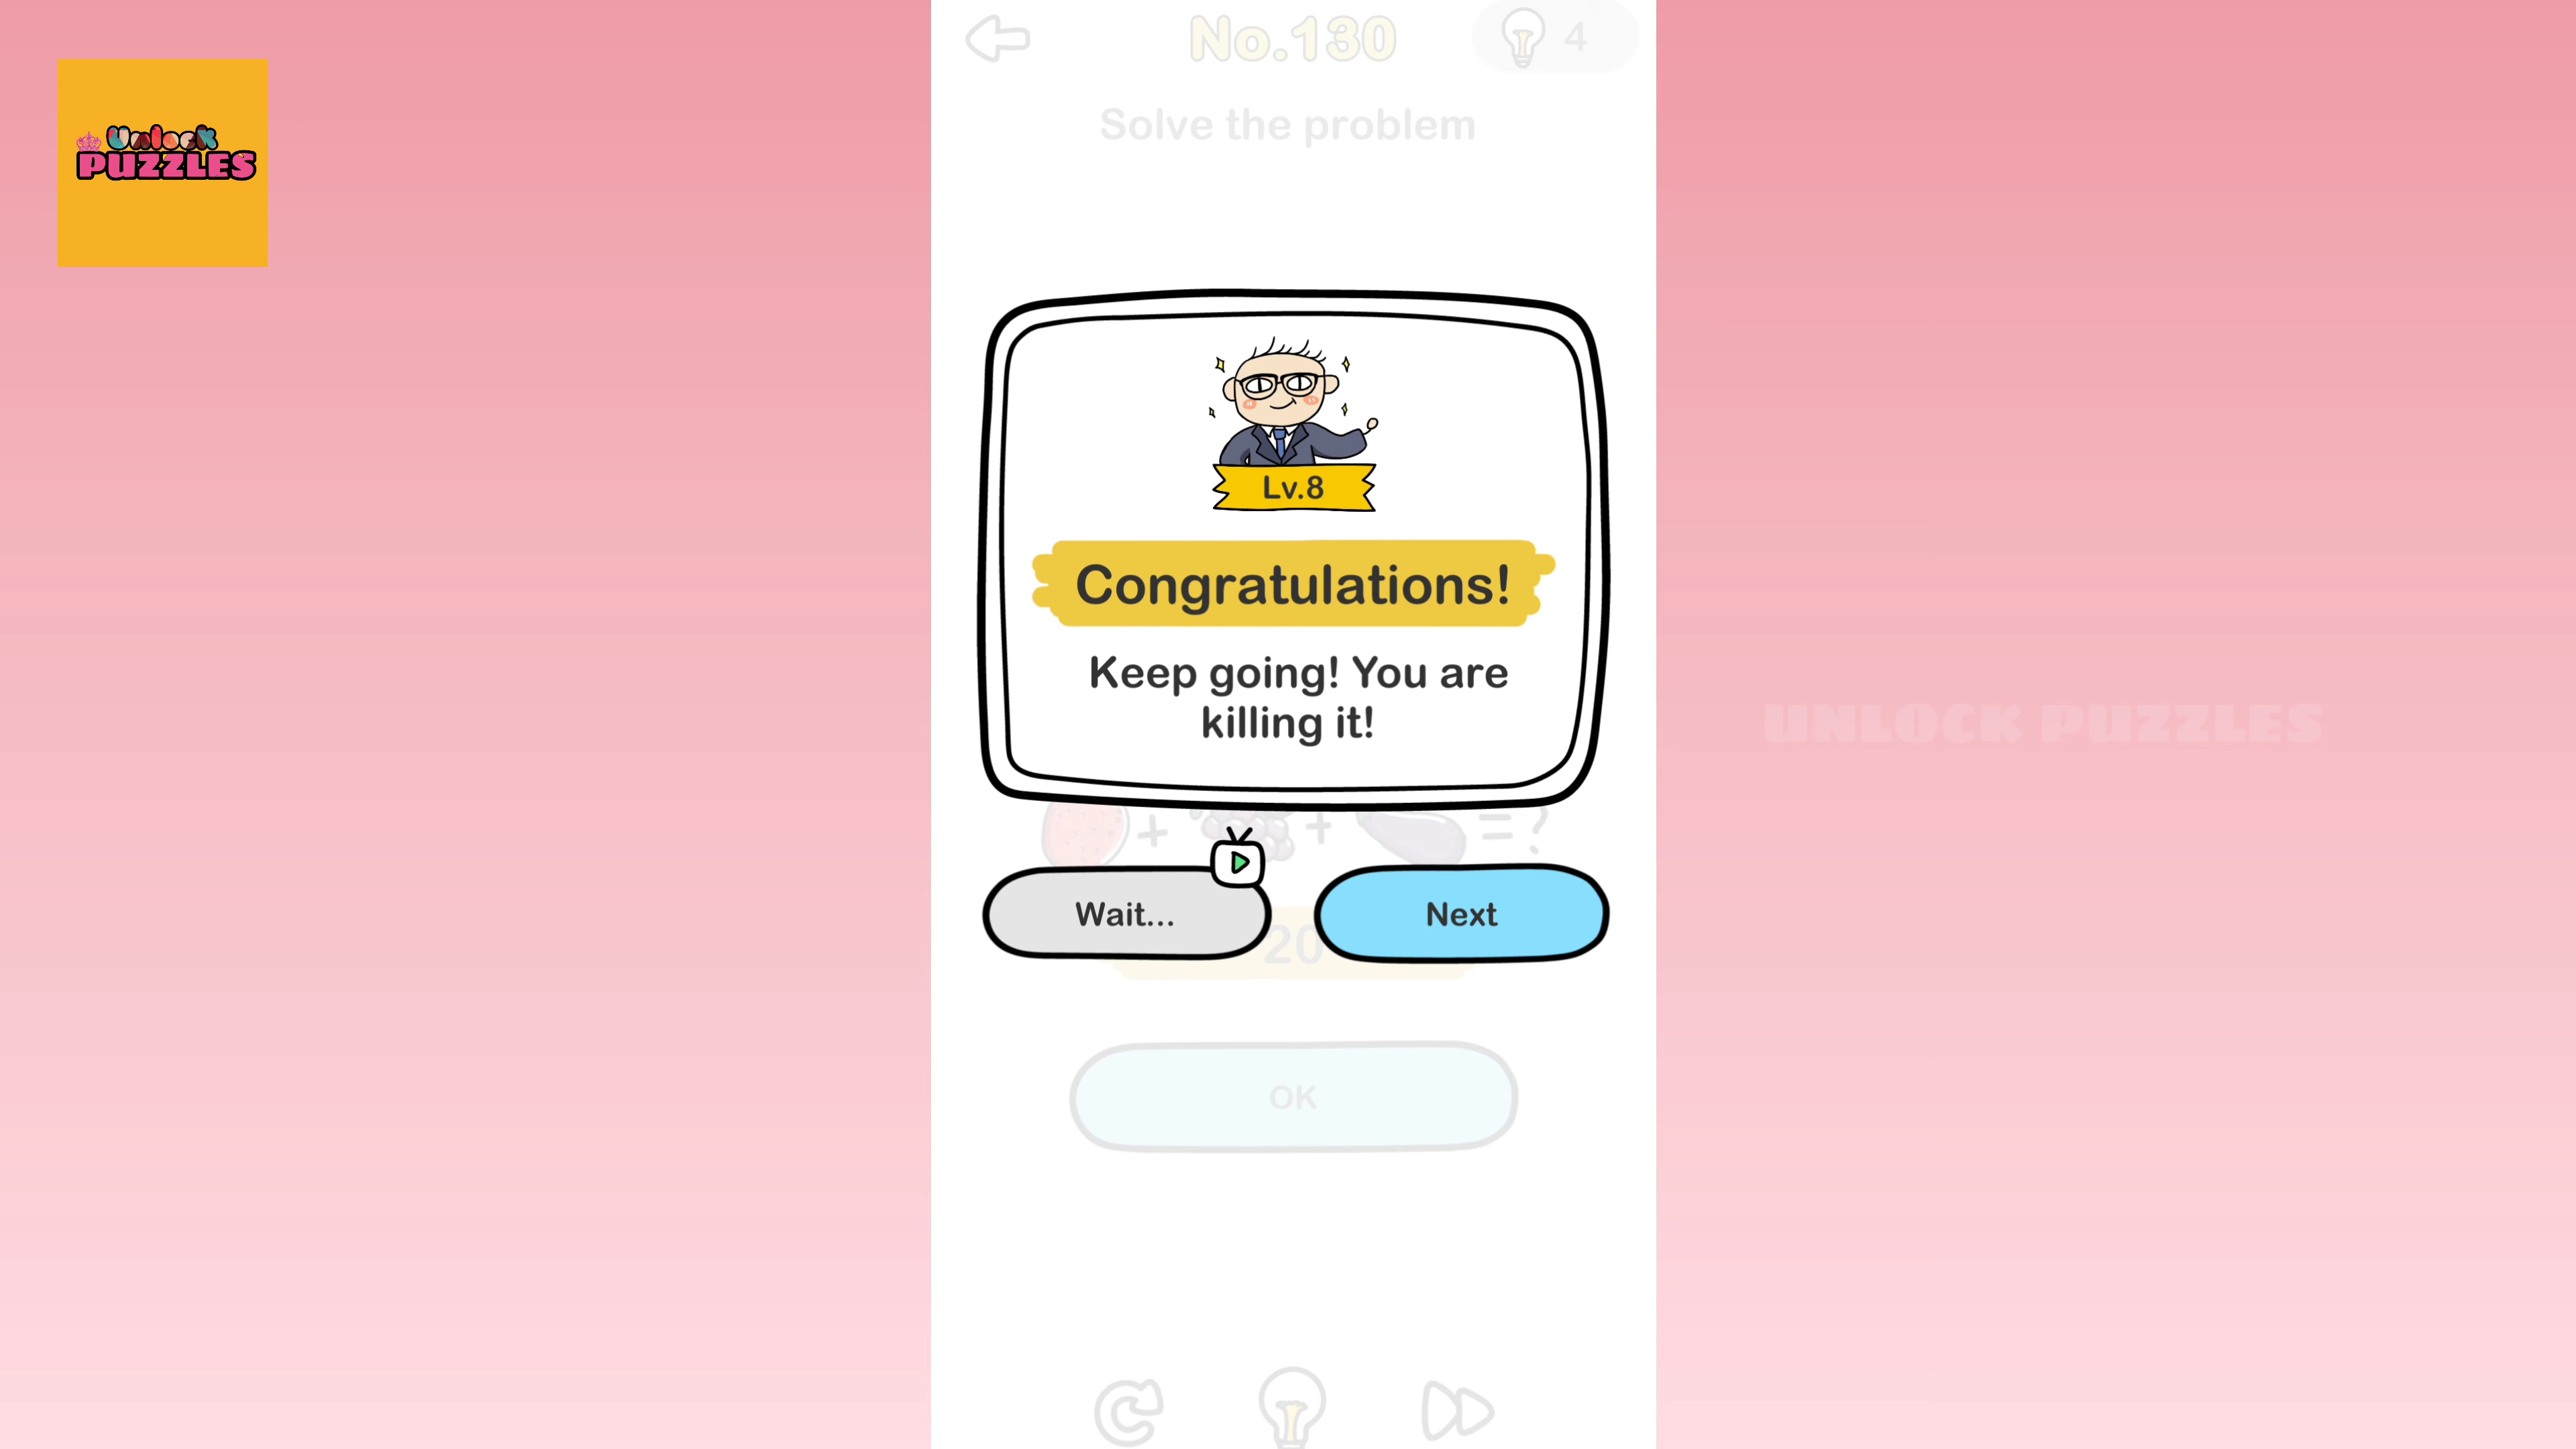 Unlock
PUZZLES
No.130
4
Solve the problem
Lv.8
Congratulations!
Keep going! You are
killing it!
UNLOCK PUZZLES
+ + = ?
Wait...
Next
20
OK